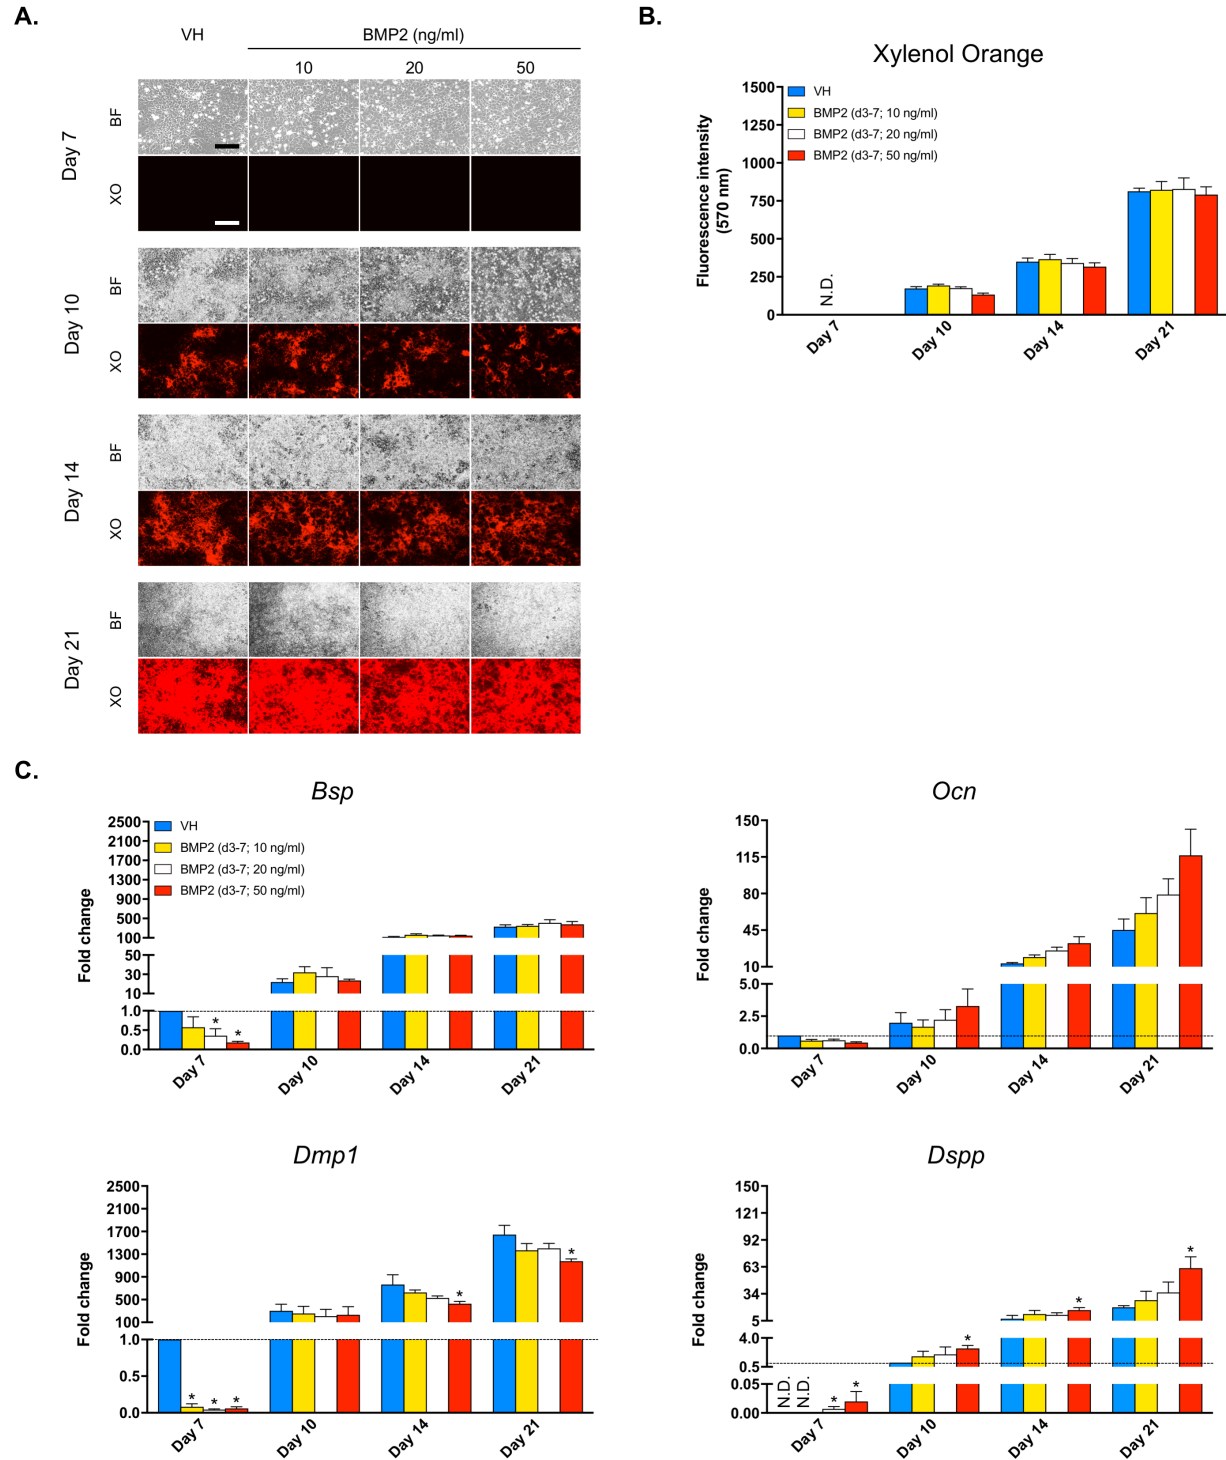 A.
VH
BMP2 (ng/ml)
10
20
50
Day 7
BF
XO
Day 10
BF
XO
Day 14
BF
XO
Day 21
BF
XO
B.
Xylenol Orange
Fluorescence intensity
(570 nm)
1500
1250
1000
750
500
250
0
VH
BMP2 (d3-7; 10 ng/ml)
BMP2 (d3-7; 20 ng/ml)
BMP2 (d3-7; 50 ng/ml)
N.D.
Day 7
Day 10
Day 14
Day 21
C.
Bsp
Fold change
2500
2100
1700
1300
900
500
100
50
30
10
1.0
0.5
0.0
VH
BMP2 (d3-7; 10 ng/ml)
BMP2 (d3-7; 20 ng/ml)
BMP2 (d3-7; 50 ng/ml)
* *
Day 7
Day 10
Day 14
Day 21
Ocn
Fold change
150
115
80
45
10
5.0
2.5
0.0
Day 7
Day 10
Day 14
Day 21
Dmp1
Fold change
2500
2100
1700
1300
900
500
100
1.0
0.5
0.0
* * *
*
*
Day 7
Day 10
Day 14
Day 21
Dspp
Fold change
150
121
92
63
34
5
4.0
0.5
0.05
0.00
N.D.
N.D.
* *
*
*
*
Day 7
Day 10
Day 14
Day 21